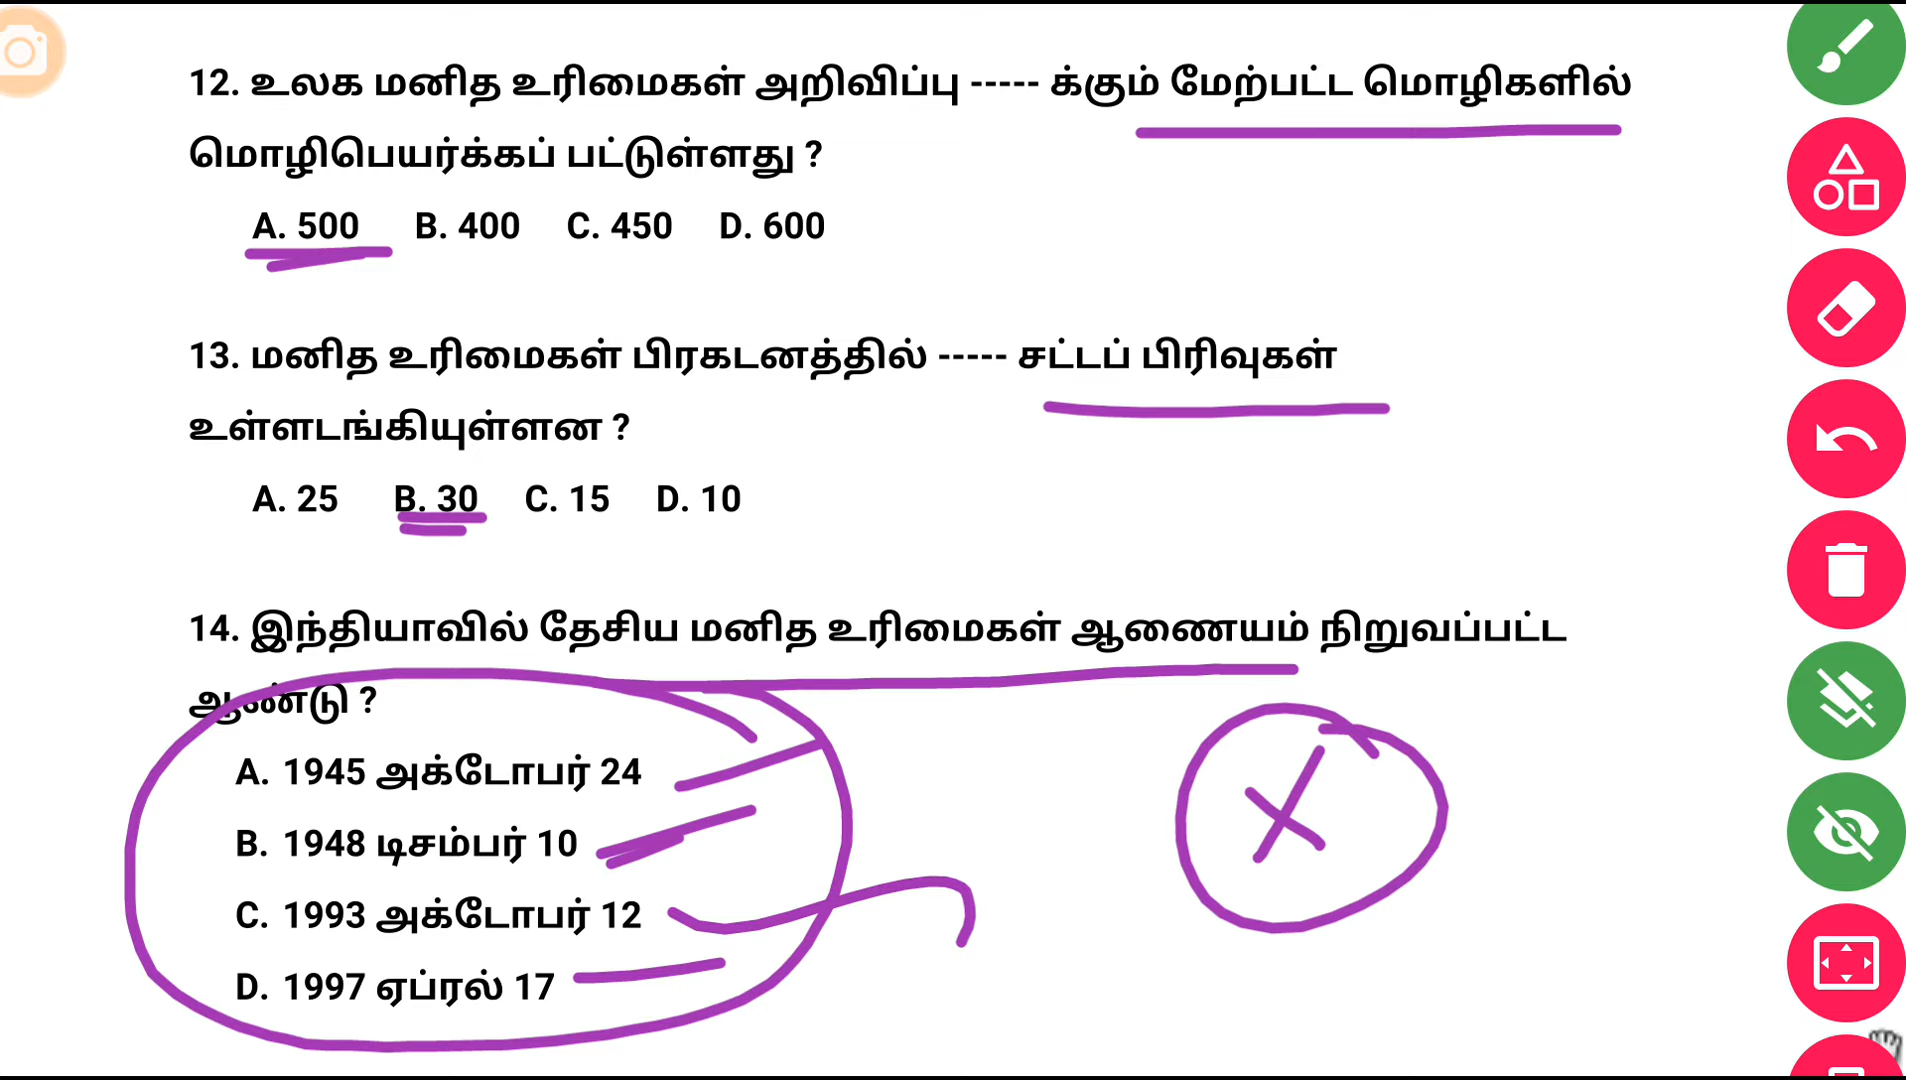 12. உலக மனித உரிமைகள் அறிவிப்பு ----- க்கும் மேற்பட்ட மொழிகளில்
மொழிபெயர்க்கப் பட்டுள்ளது ?
A. 500 B. 400 C. 450 D. 600
13. மனித உரிமைகள் பிரகடனத்தில் ----- சட்டப் பிரிவுகள்
உள்ளடங்கியுள்ளன ?
A. 25 B. 30 C. 15 D. 10
14. இந்தியாவில் தேசிய மனித உரிமைகள் ஆணையம் நிறுவப்பட்ட
ஆண்டு ?
A. 1945 அக்டோபர் 24
B. 1948 டிசம்பர் 10
C. 1993 அக்டோபர் 12
D. 1997 ஏப்ரல் 17